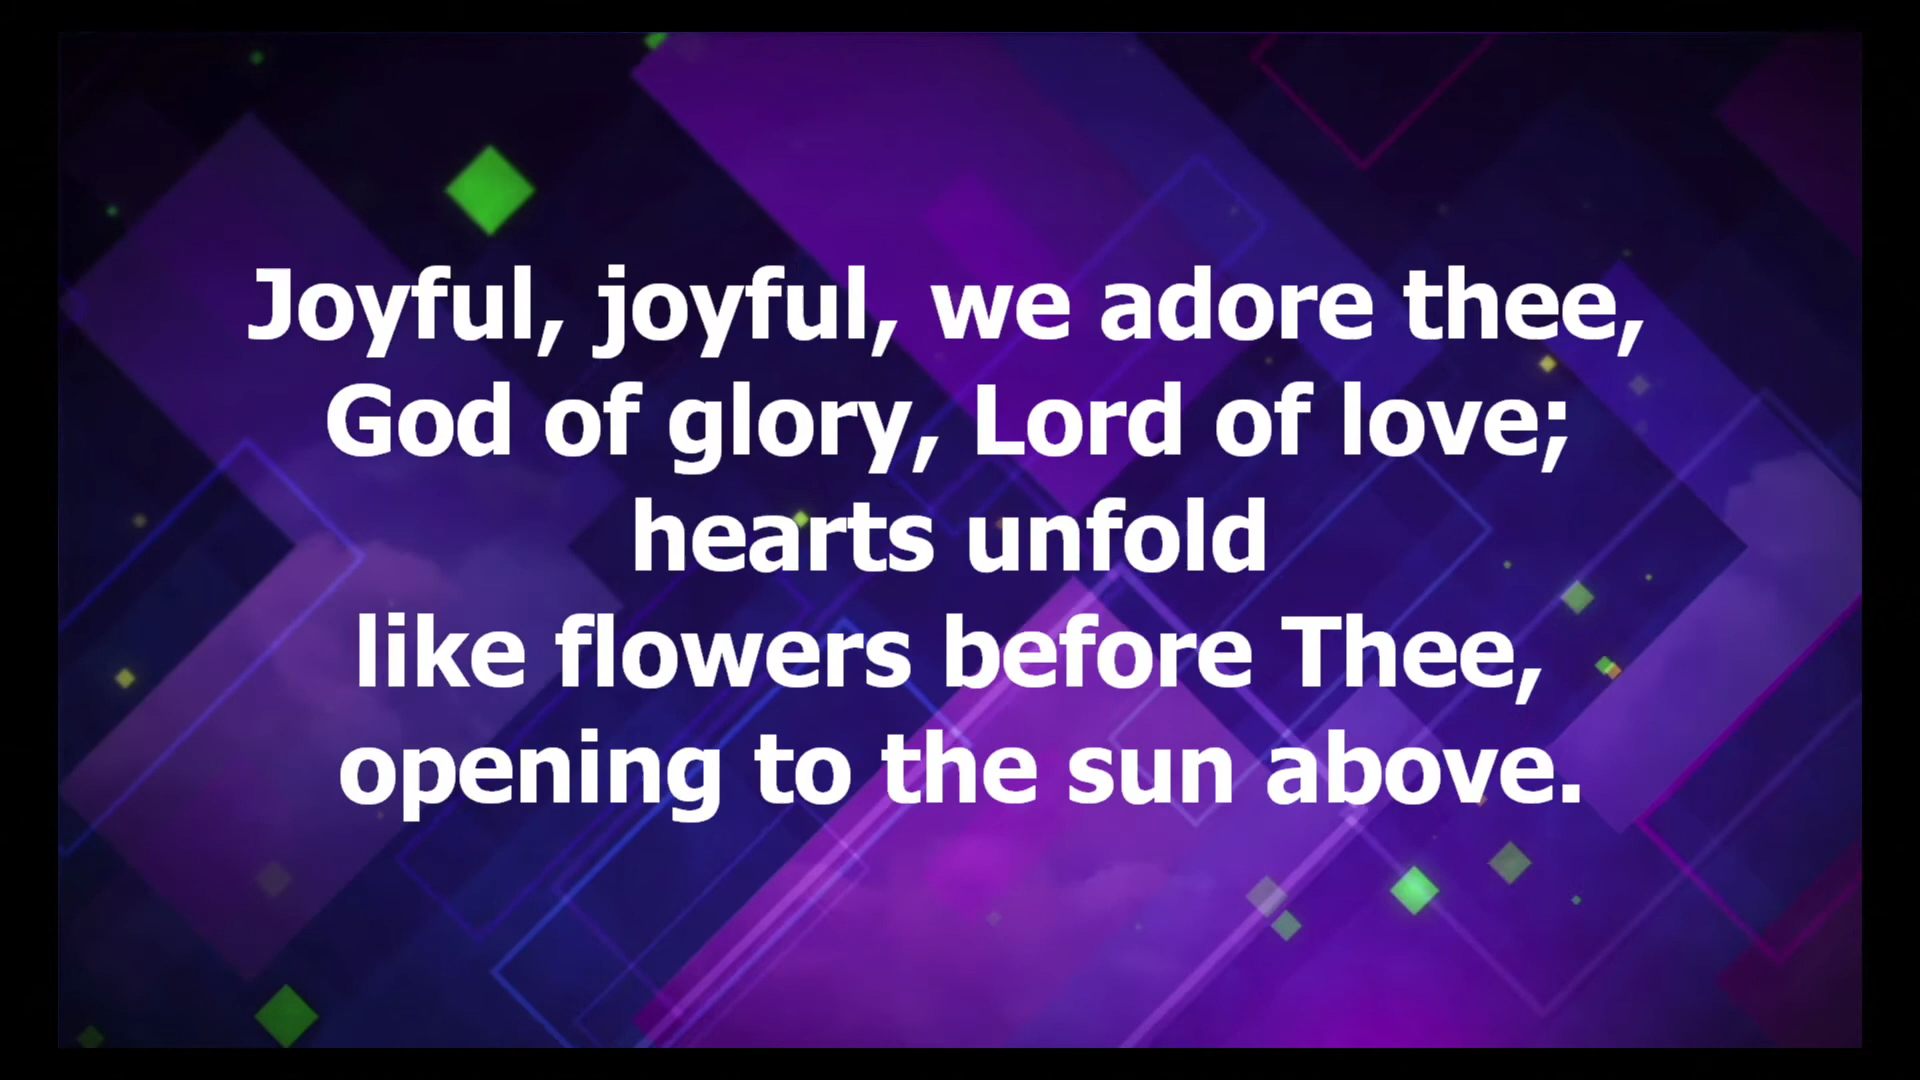 Joyful, joyful, we adore thee,
God of glory, Lord of love;
hearts unfold
like flowers before Thee,
opening to the sun above.